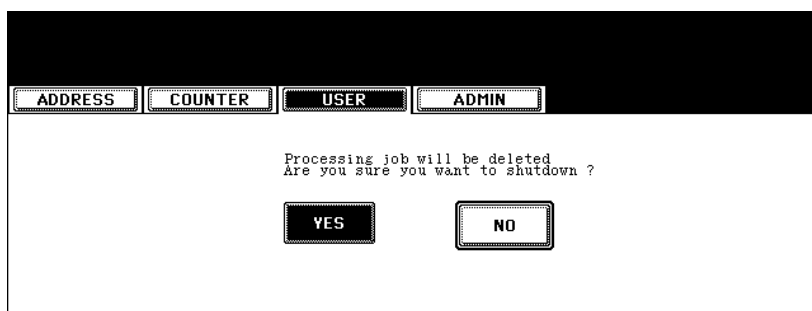 ADDRESS COUNTER USER ADMIN
Processing job will be deleted
Are you sure you want to shutdown ?
YES NO